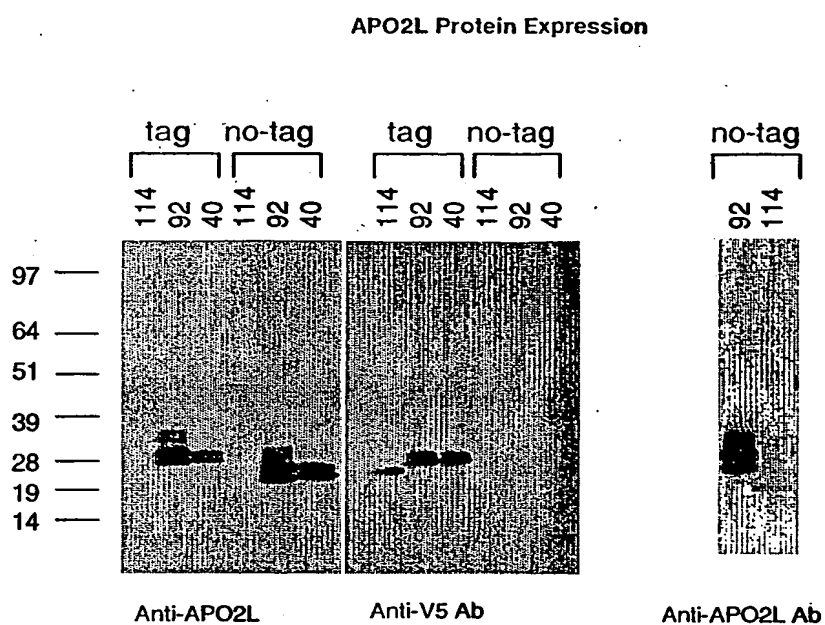 APO2L Protein Expression
tag no-tag tag no-tag no-tag
114 92 40 114 92 40 114 92 40 114 92 40 92 114
97
64
51
39
28
19
14
Anti-APO2L Anti-V5 Ab Anti-APO2L Ab